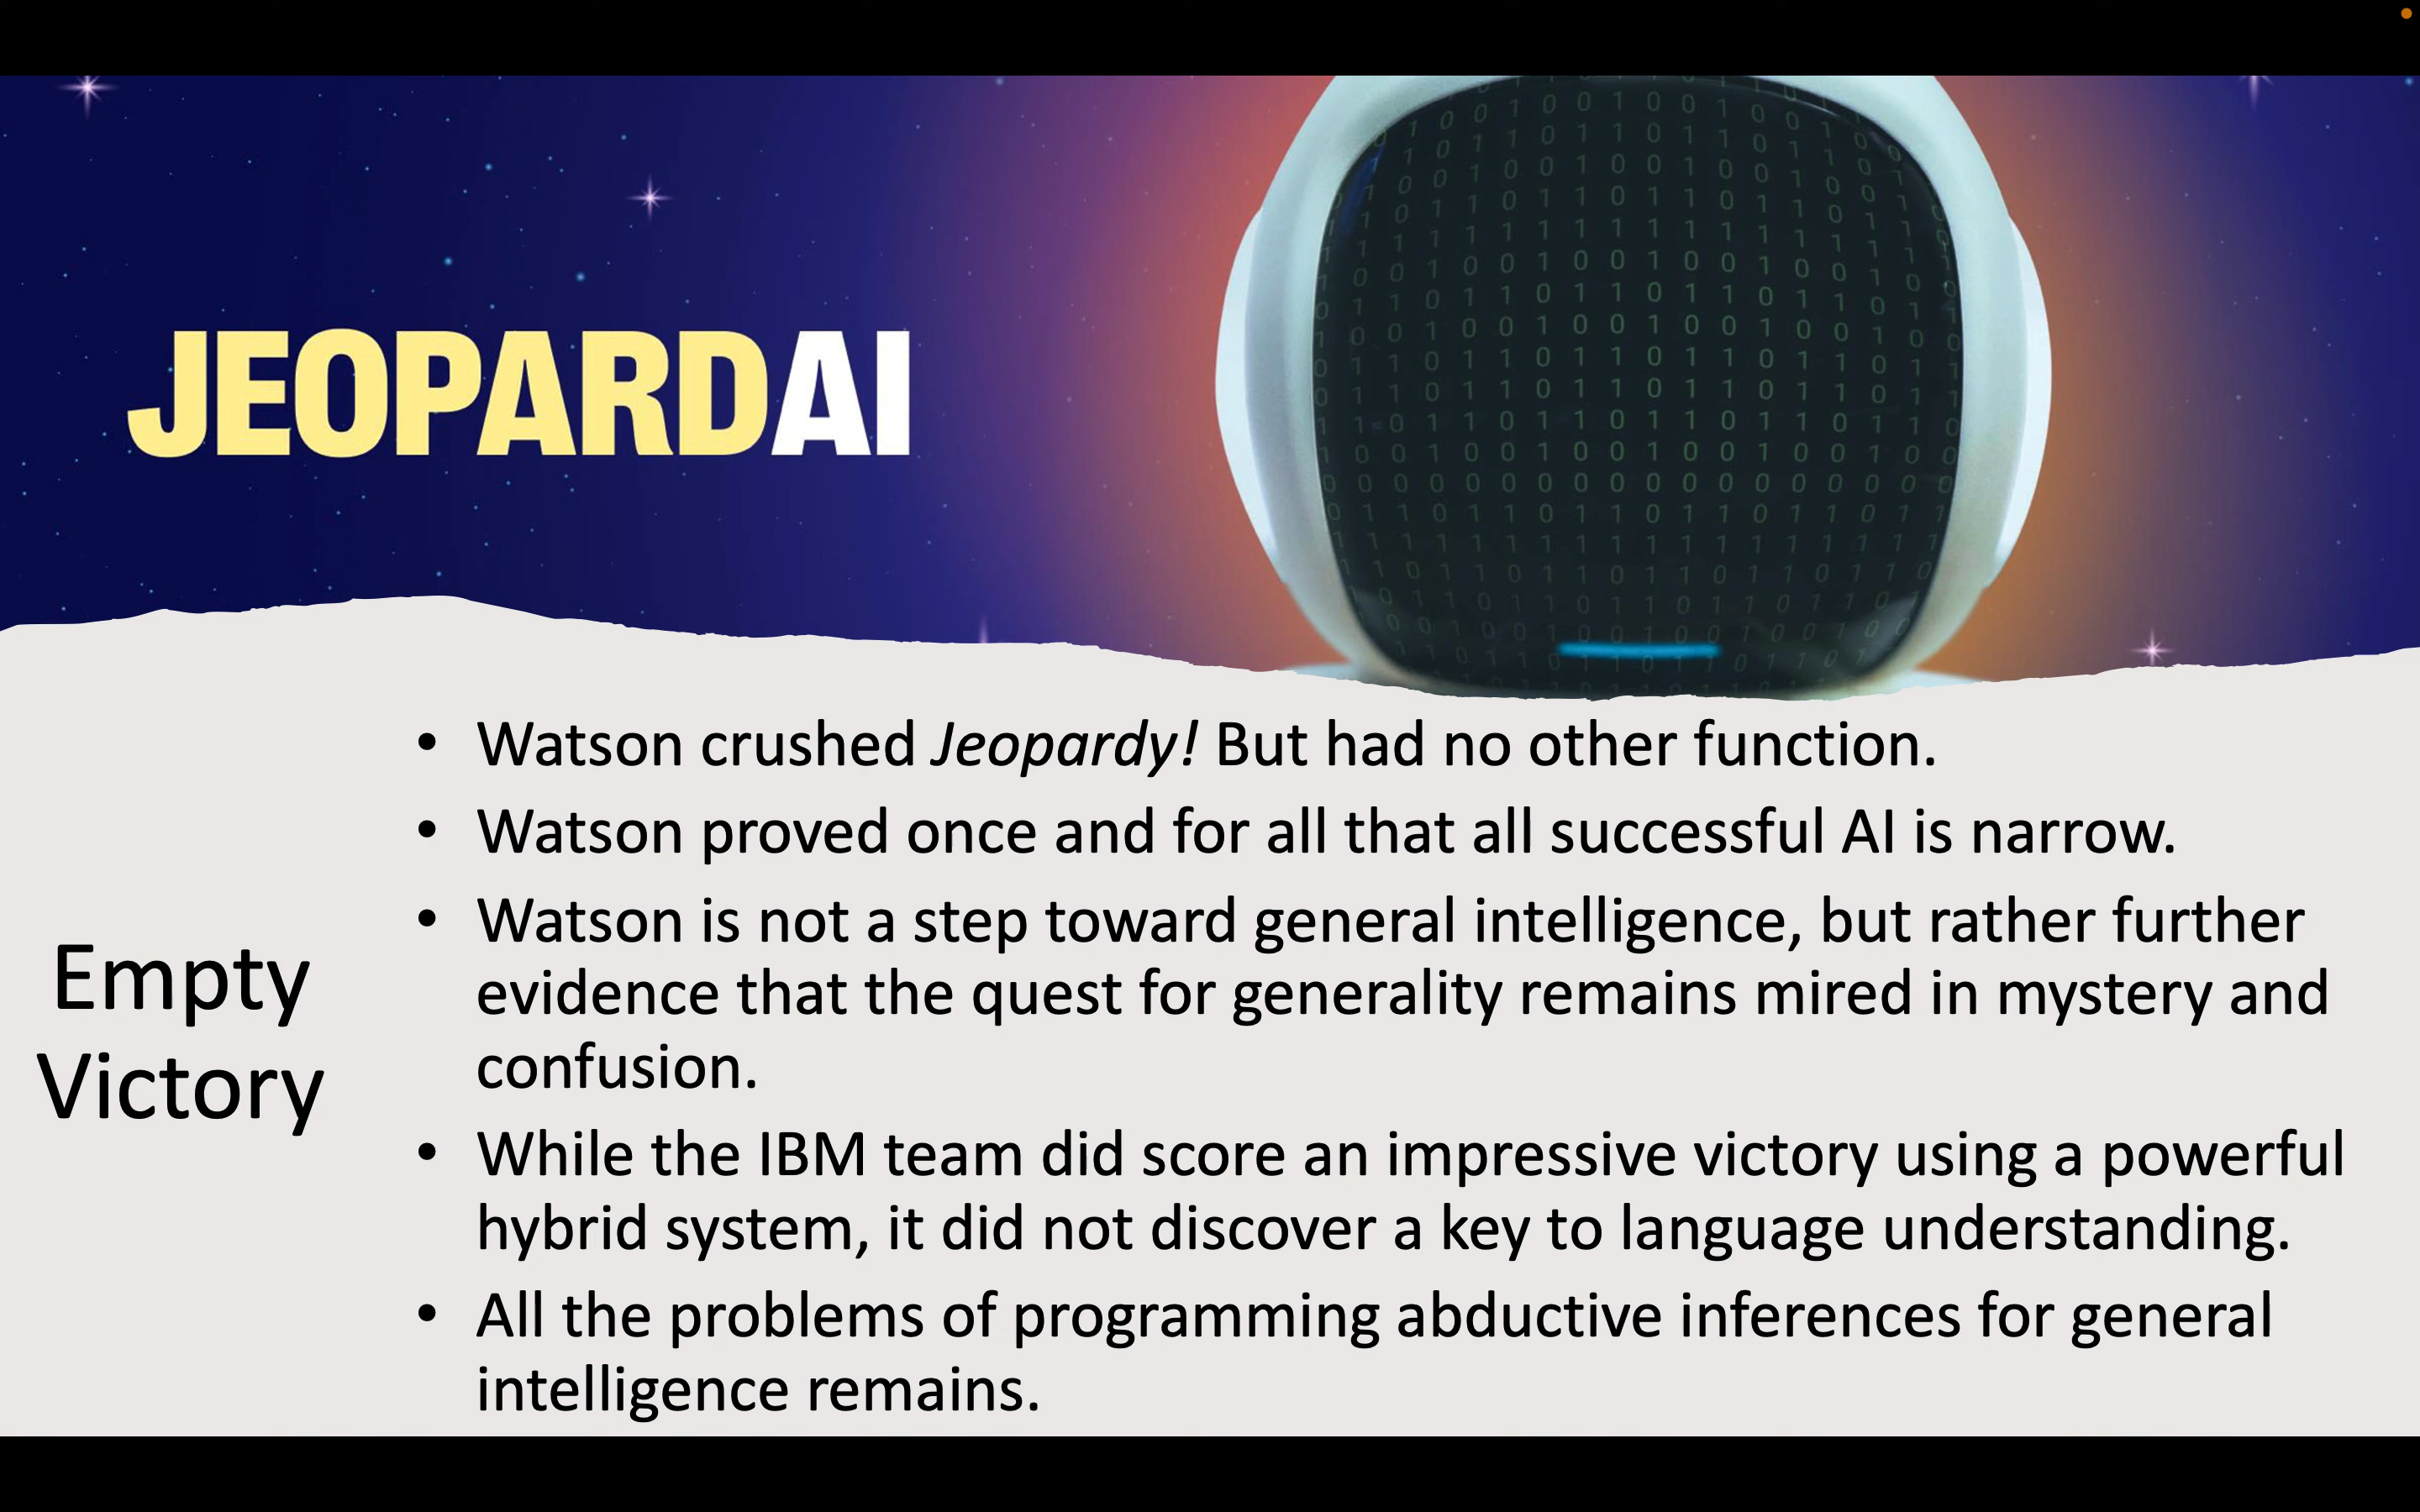 JEOPARDAI
Empty
Victory
• Watson crushed Jeopardy! But had no other function.
• Watson proved once and for all that all successful AI is narrow.
• Watson is not a step toward general intelligence, but rather further
evidence that the quest for generality remains mired in mystery and
confusion.
• While the IBM team did score an impressive victory using a powerful
hybrid system, it did not discover a key to language understanding.
• All the problems of programming abductive inferences for general
intelligence remains.